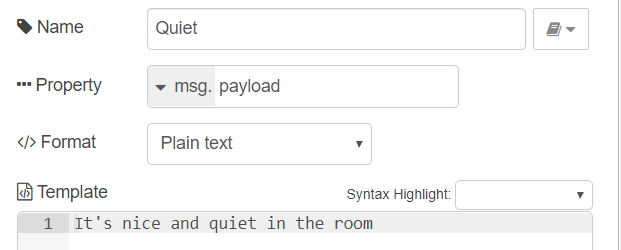 Name Quiet
Property msg. payload
</> Format Plain text
Template Syntax Highlight:
1 It's nice and quiet in the room